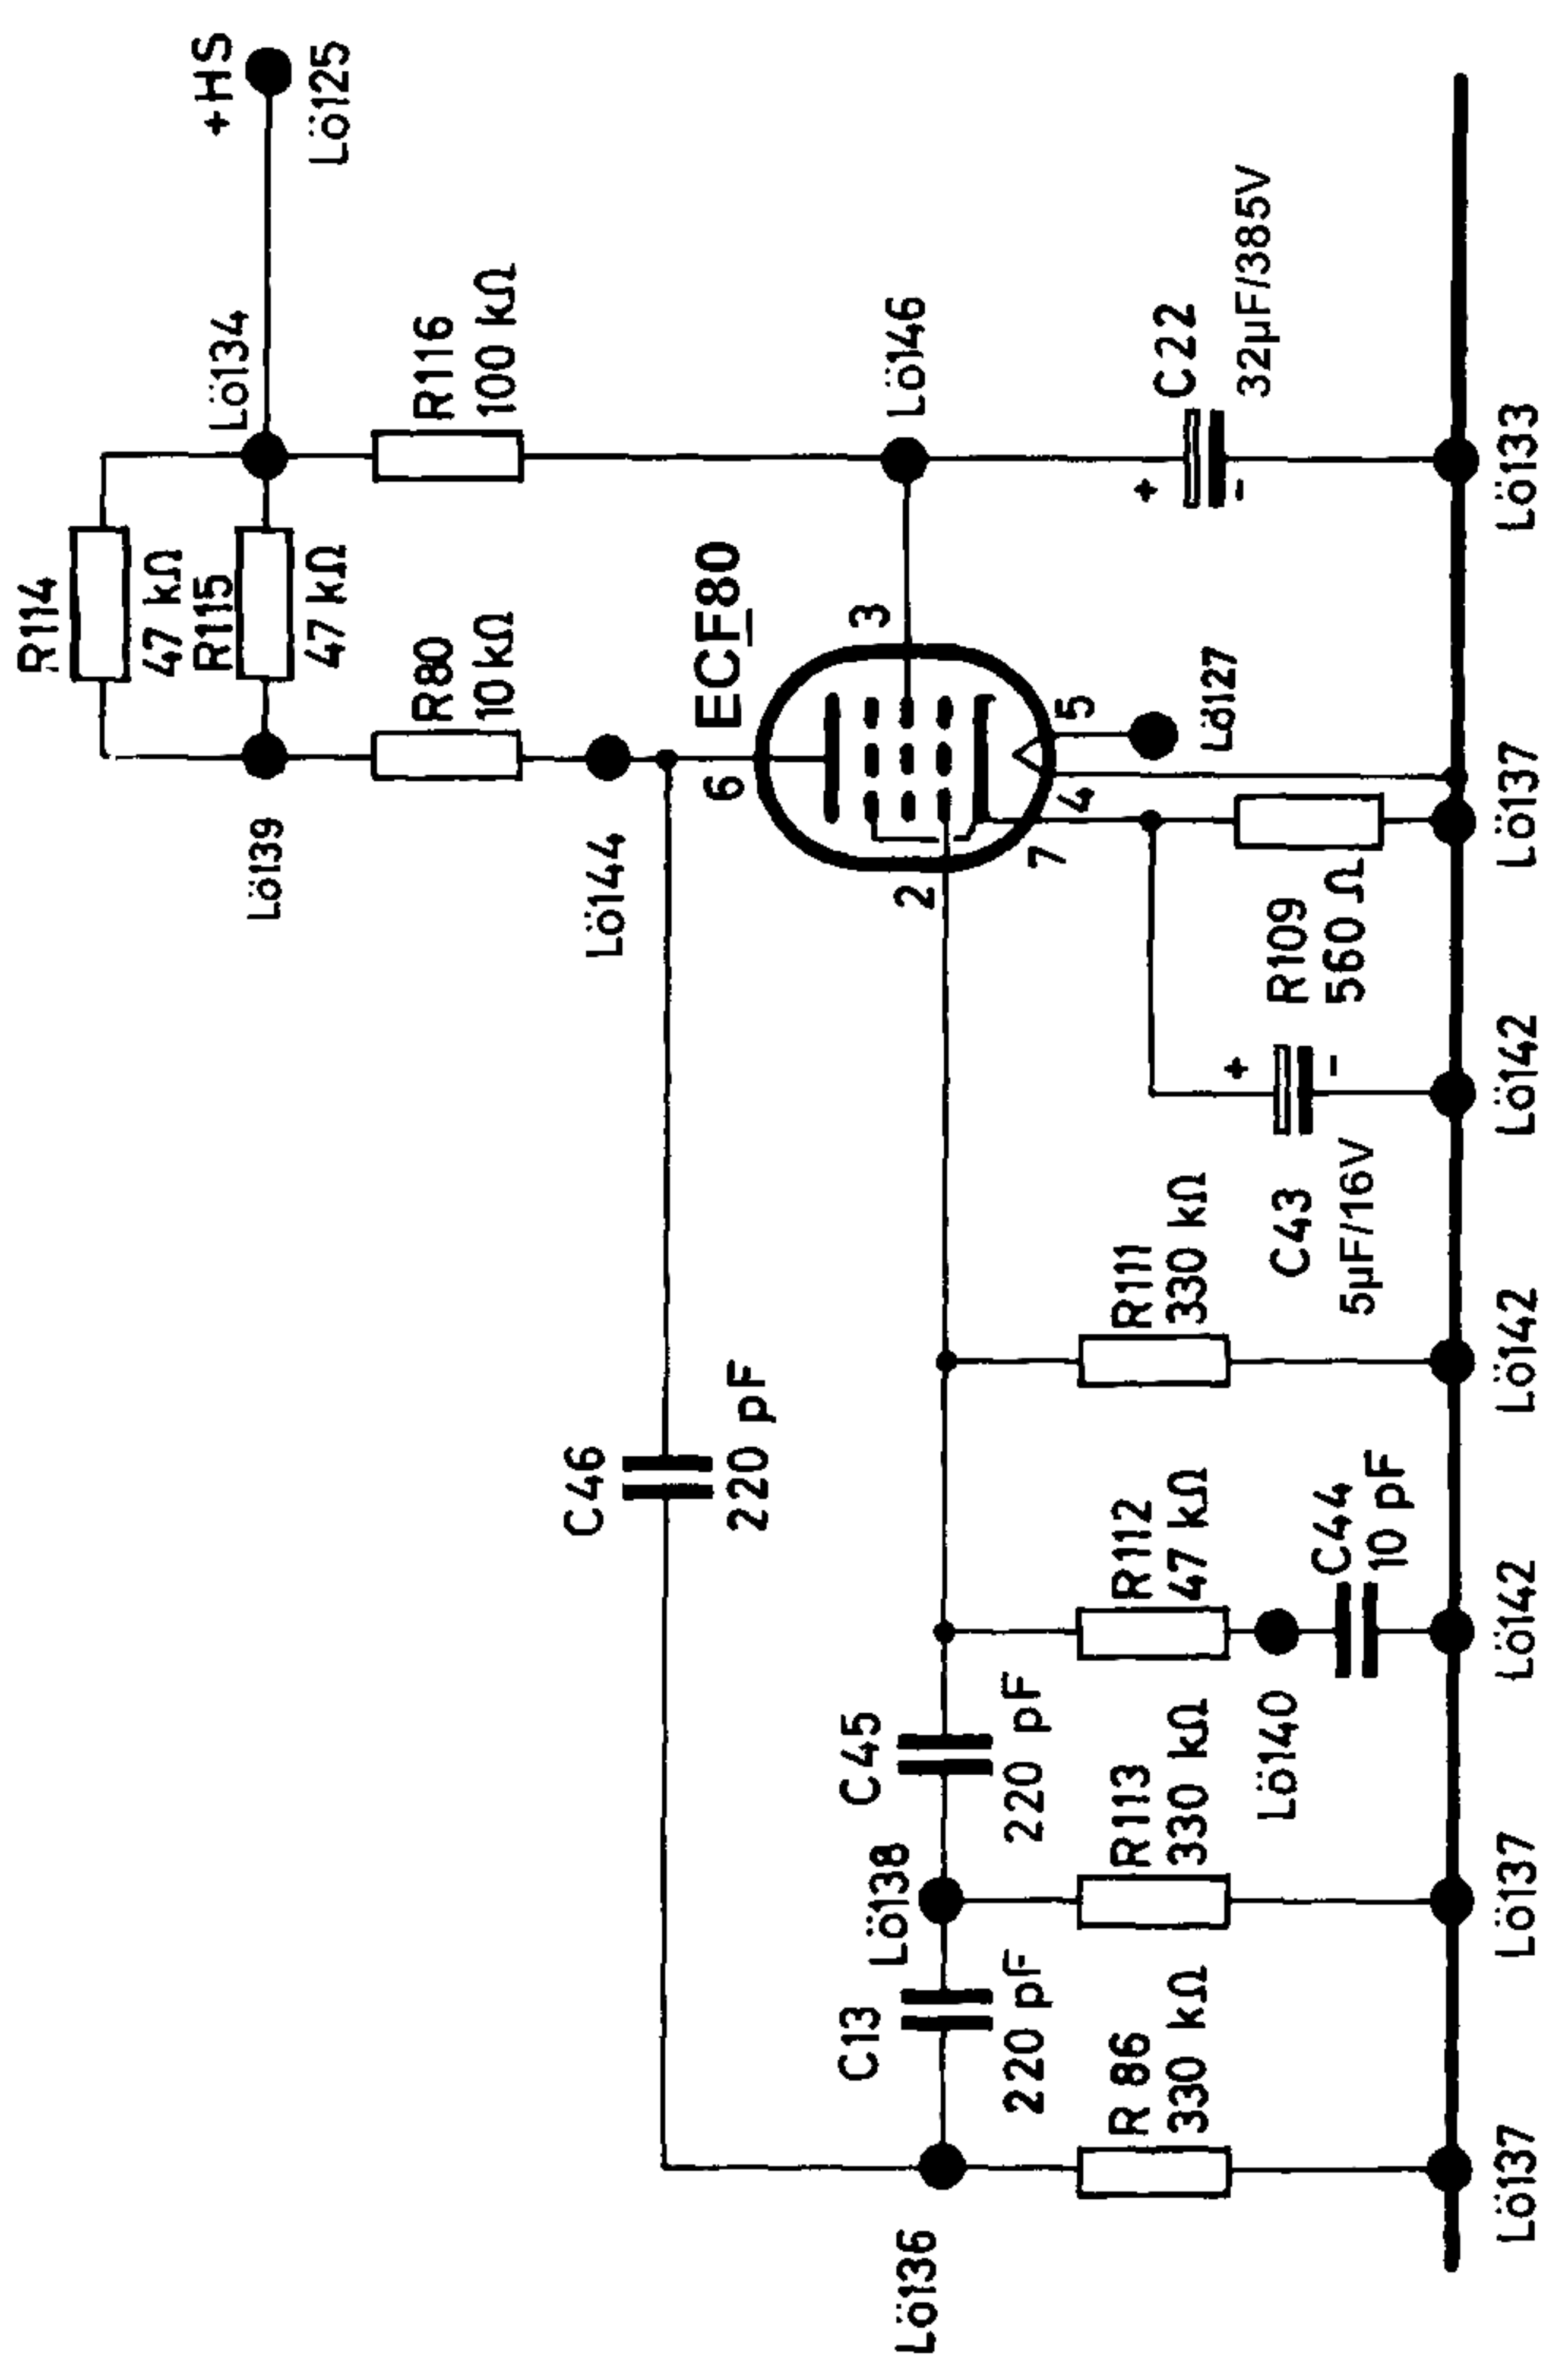 +HS
Lö125
Lö134
R114
47 kΩ
R115
47 kΩ
R116
100 kΩ
R80
10 kΩ
Lö139
Lö144
ECF80
6
3
2
7
4
5
Lö146
Lö127
C22
32µF/385V
+
-
C46
220 pF
R109
560 Ω
C43
5µF/16V
+
-
R111
330 kΩ
R112
47 kΩ
C44
10 pF
Lö140
C45
220 pF
R113
330 kΩ
Lö138
C13
220 pF
R 86
330 kΩ
Lö136
Lö137
Lö137
Lö142
Lö142
Lö142
Lö137
Lö133